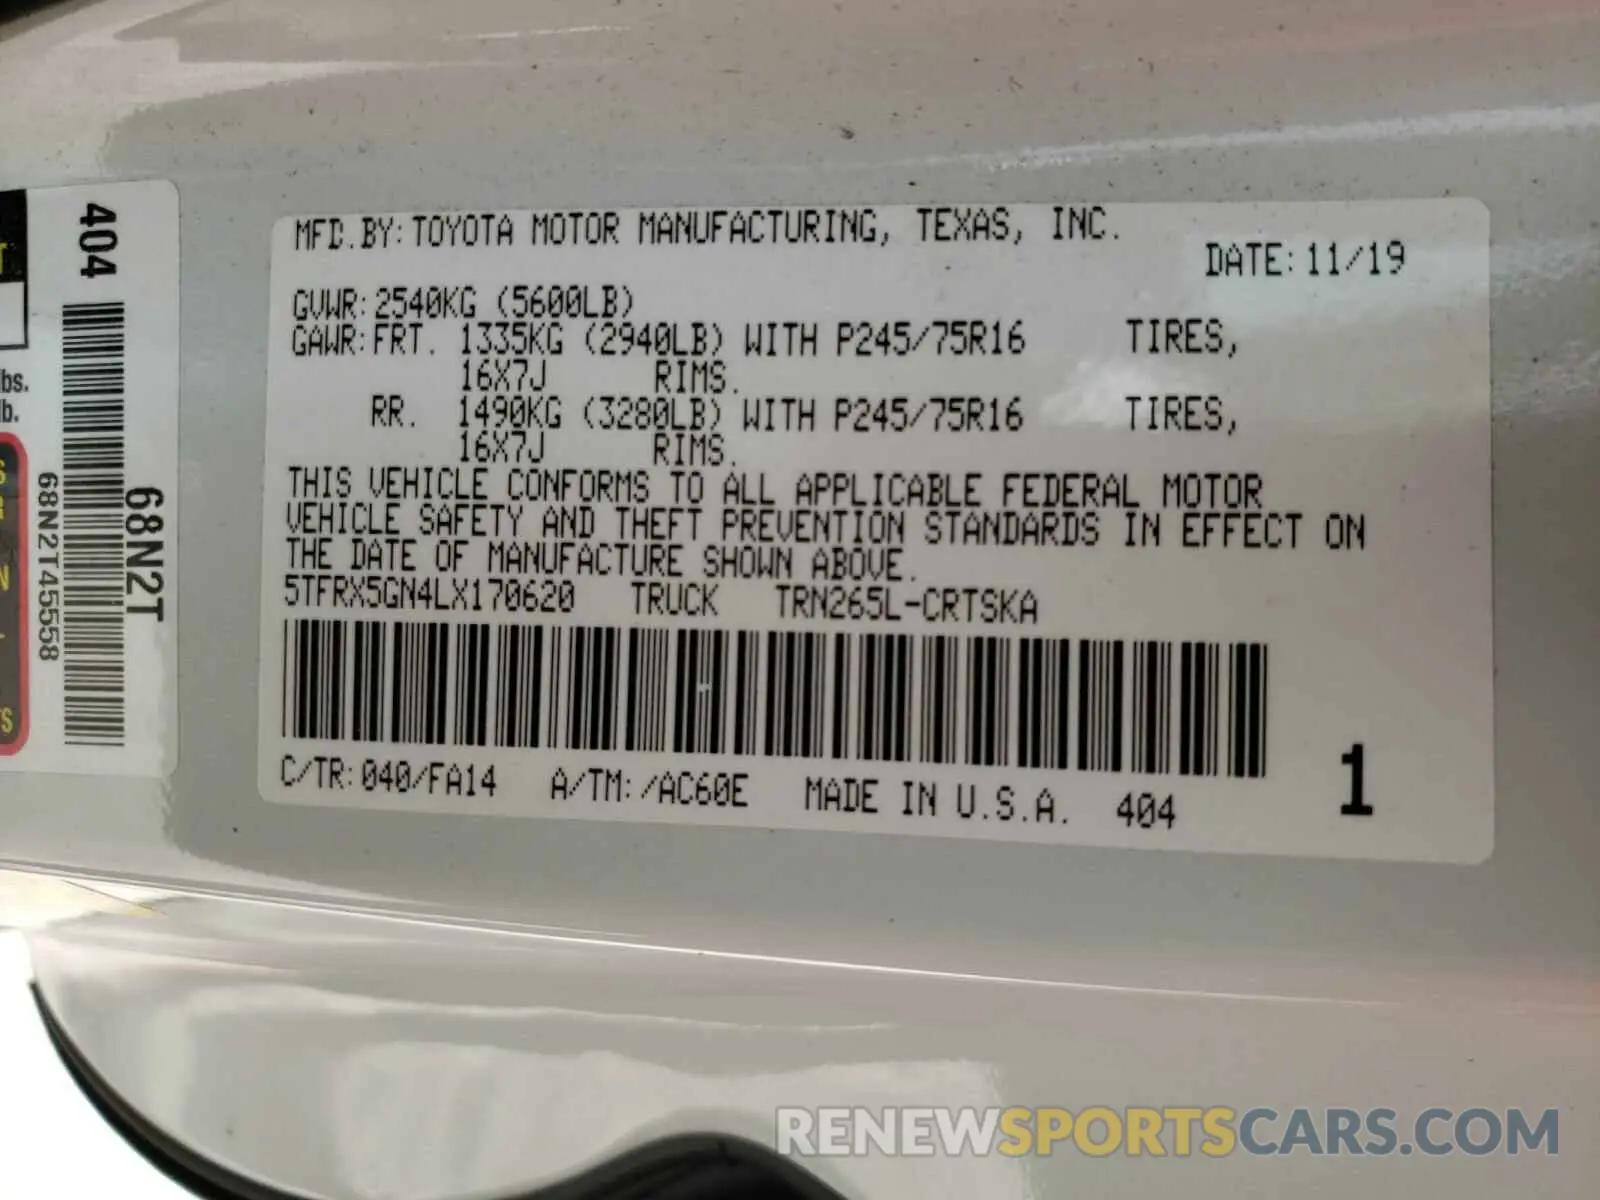 MFD.BY:TOYOTA MOTOR MANUFACTURING, TEXAS, INC.
DATE:11/19
GVWR:2540KG (5600LB)
GAWR:FRT. 1335KG (2940LB) WITH P245/75R16 TIRES,
16X7J RIMS.
RR. 1490KG (3280LB) WITH P245/75R16 TIRES,
16X7J RIMS.
THIS VEHICLE CONFORMS TO ALL APPLICABLE FEDERAL MOTOR
VEHICLE SAFETY AND THEFT PREVENTION STANDARDS IN EFFECT ON
THE DATE OF MANUFACTURE SHOWN ABOVE.
5TFRX5GN4LX170620 TRUCK TRN265L-CRTSKA
C/TR:040/FA14 A/TM:/AC60E MADE IN U.S.A. 404
1
404
68N2T
68N2T45558
lbs.
lb.
RENEWSPORTSCARS.COM